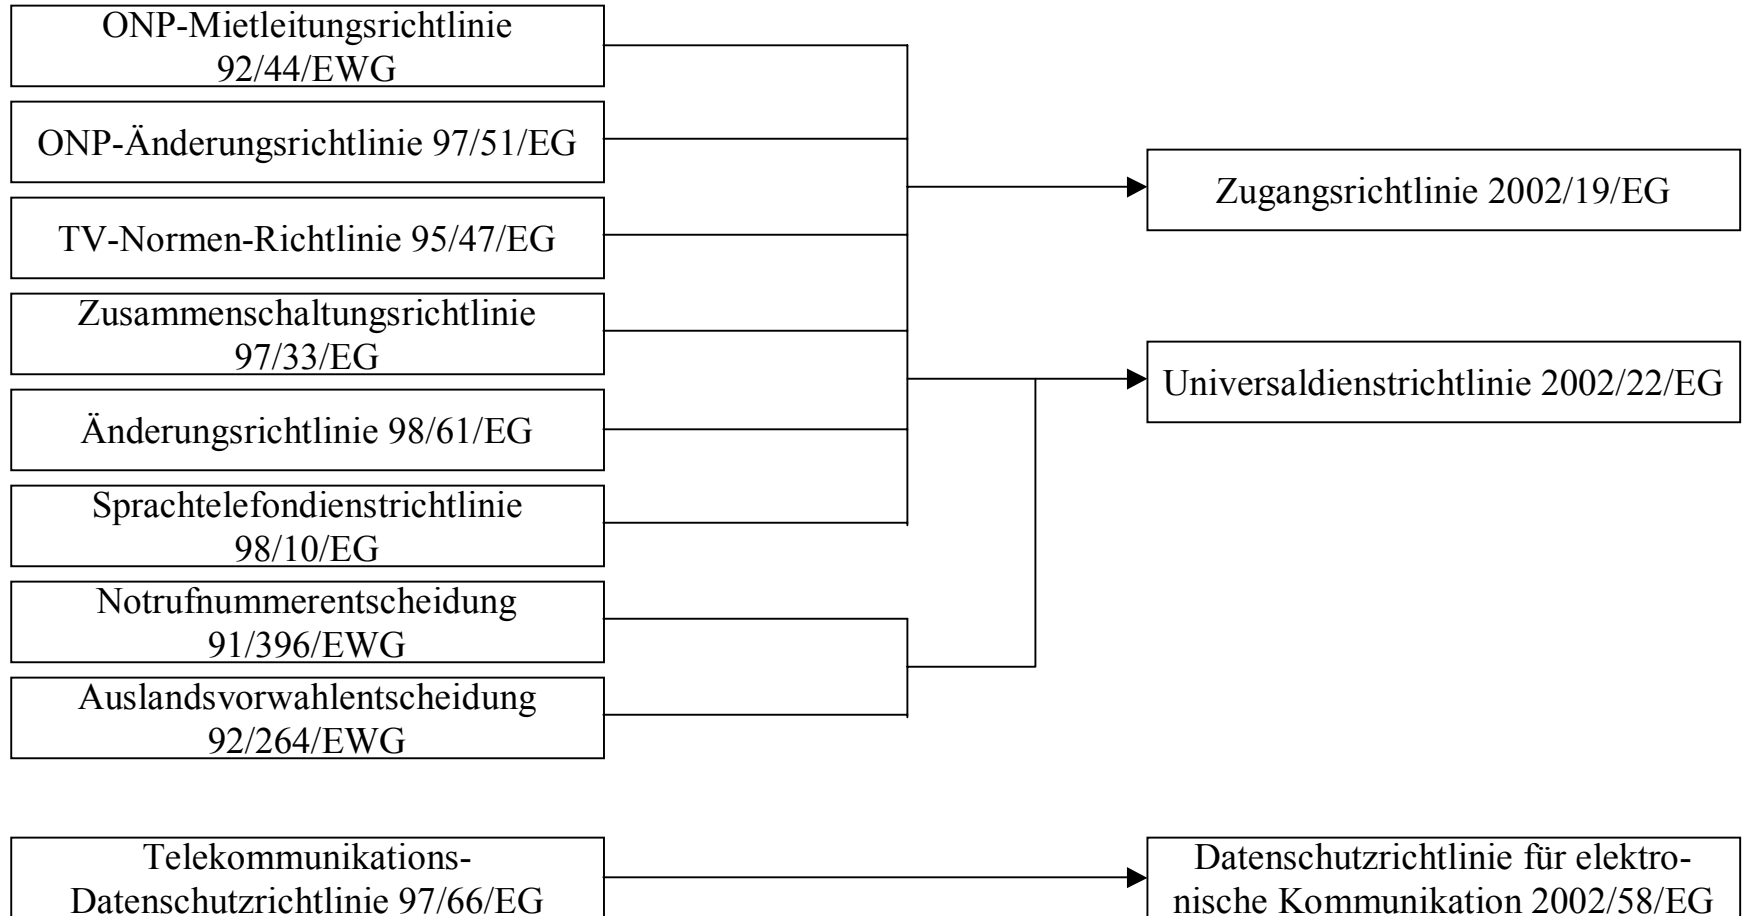 ONP-Mietleitungsrichtlinie
92/44/EWG
ONP-Änderungsrichtlinie 97/51/EG
TV-Normen-Richtlinie 95/47/EG
Zusammenschaltungsrichtlinie
97/33/EG
Änderungsrichtlinie 98/61/EG
Sprachtelefondienstrichtlinie
98/10/EG
Notrufnummerentscheidung
91/396/EWG
Auslandsvorwahlentscheidung
92/264/EWG
Telekommunikations-
Datenschutzrichtlinie 97/66/EG
Zugangsrichtlinie 2002/19/EG
Universaldienstrichtlinie 2002/22/EG
Datenschutzrichtlinie für elektro-
nische Kommunikation 2002/58/EG